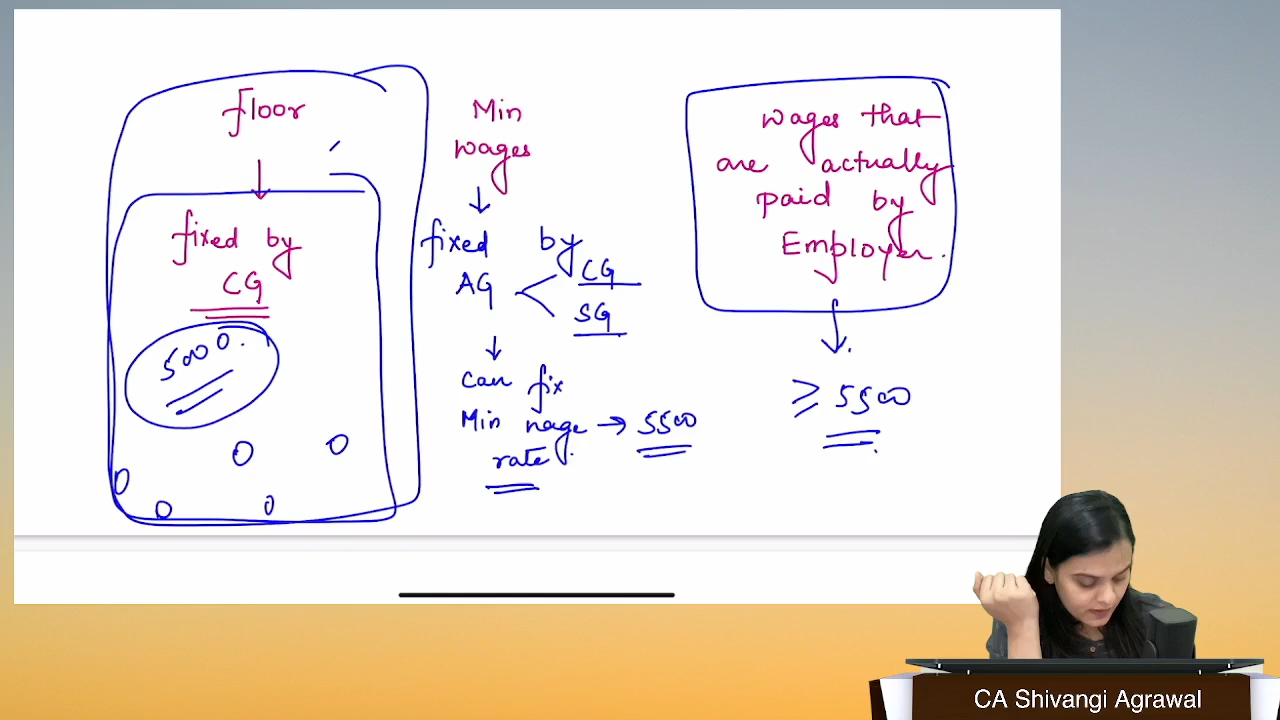 floor
fixed by
CG
5000.
Min
wages
fixed by
AG
CG
SG
Can fix
Min wage → 5500
rate.
wages that
are actually
paid by
Employer.
≥ 5500
CA Shivangi Agrawal